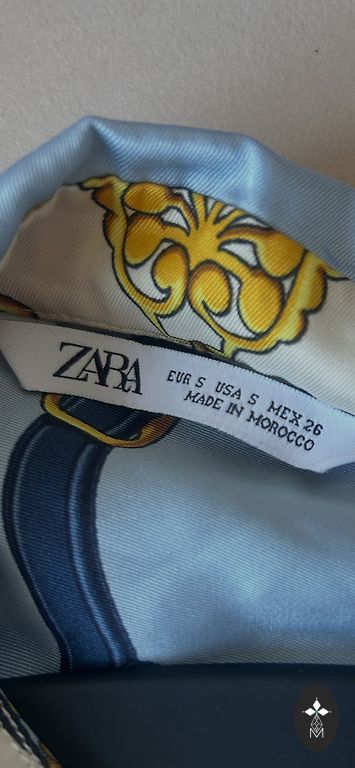 ZARA
EUR S USA S MEX 26
MADE IN MOROCCO
M